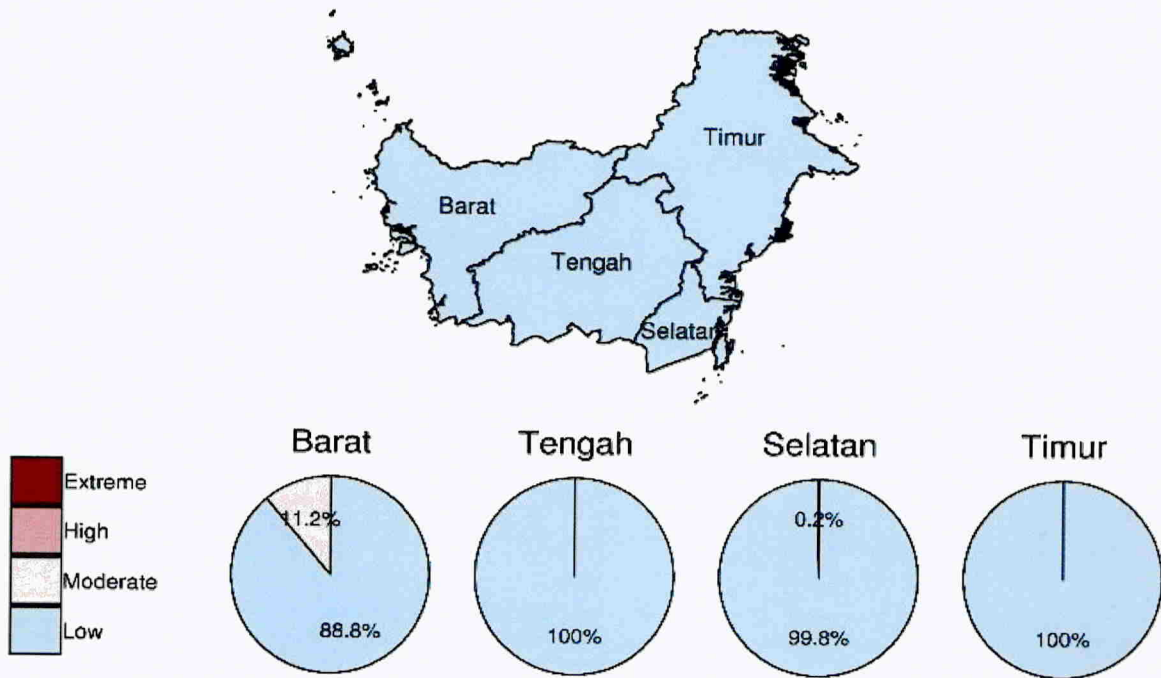 Timur
Barat
Tengah
Selatan
Barat
Tengah
Selatan
Timur
Extreme
High
Moderate
Low
11.2%
88.8%
100%
0.2%
99.8%
100%